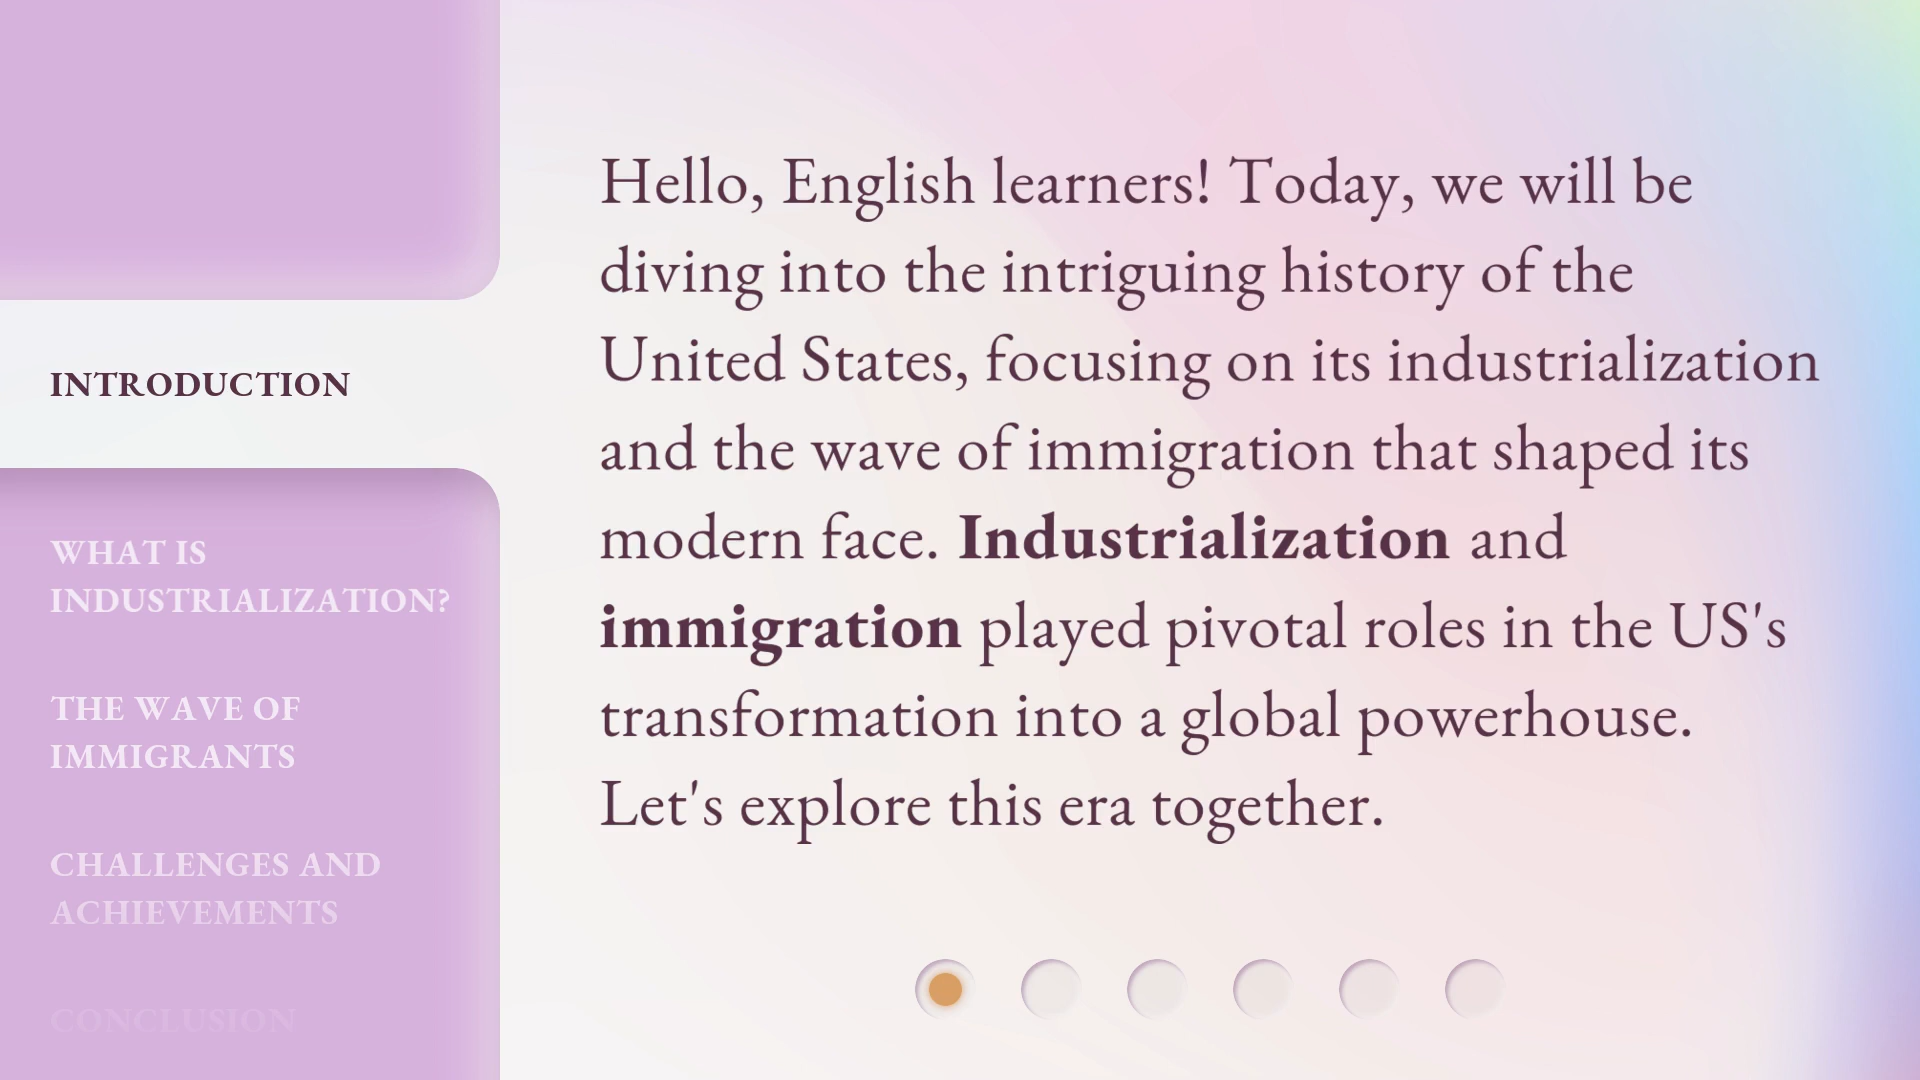 INTRODUCTION
WHAT IS
INDUSTRIALIZATION?
THE WAVE OF
IMMIGRANTS
CHALLENGES AND
ACHIEVEMENTS
CONCLUSION
Hello, English learners! Today, we will be
diving into the intriguing history of the
United States, focusing on its industrialization
and the wave of immigration that shaped its
modern face. Industrialization and
immigration played pivotal roles in the US's
transformation into a global powerhouse.
Let's explore this era together.